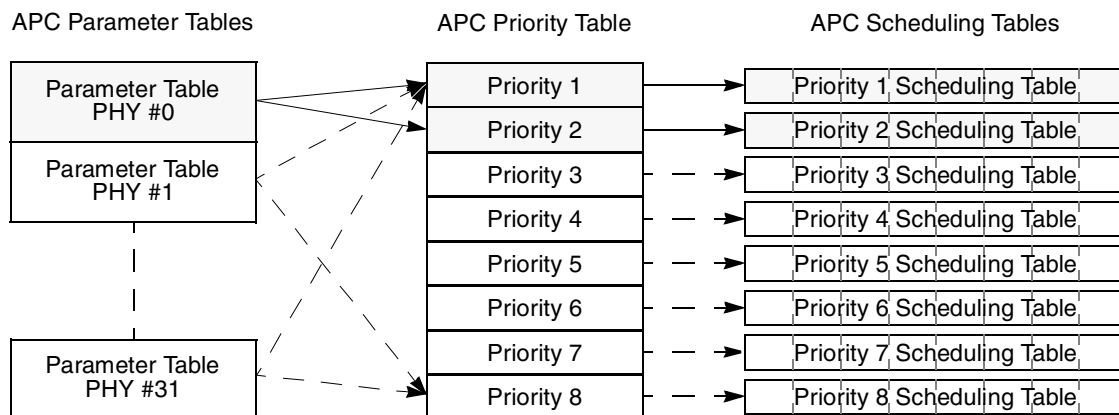 APC Parameter Tables
APC Priority Table
APC Scheduling Tables
Parameter Table
PHY #0
Parameter Table
PHY #1
Parameter Table
PHY #31
Priority 1
Priority 2
Priority 3
Priority 4
Priority 5
Priority 6
Priority 7
Priority 8
Priority 1 Scheduling Table
Priority 2 Scheduling Table
Priority 3 Scheduling Table
Priority 4 Scheduling Table
Priority 5 Scheduling Table
Priority 6 Scheduling Table
Priority 7 Scheduling Table
Priority 8 Scheduling Table